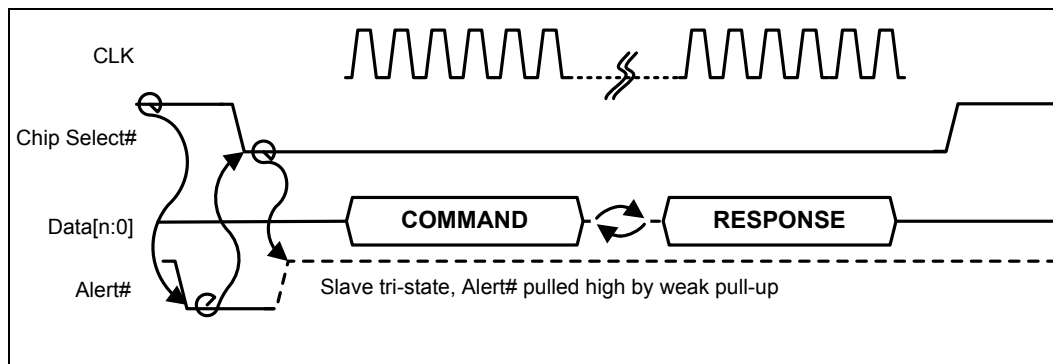 CLK
Chip Select#
Data[n:0]
COMMAND
RESPONSE
Alert#
Slave tri-state, Alert# pulled high by weak pull-up